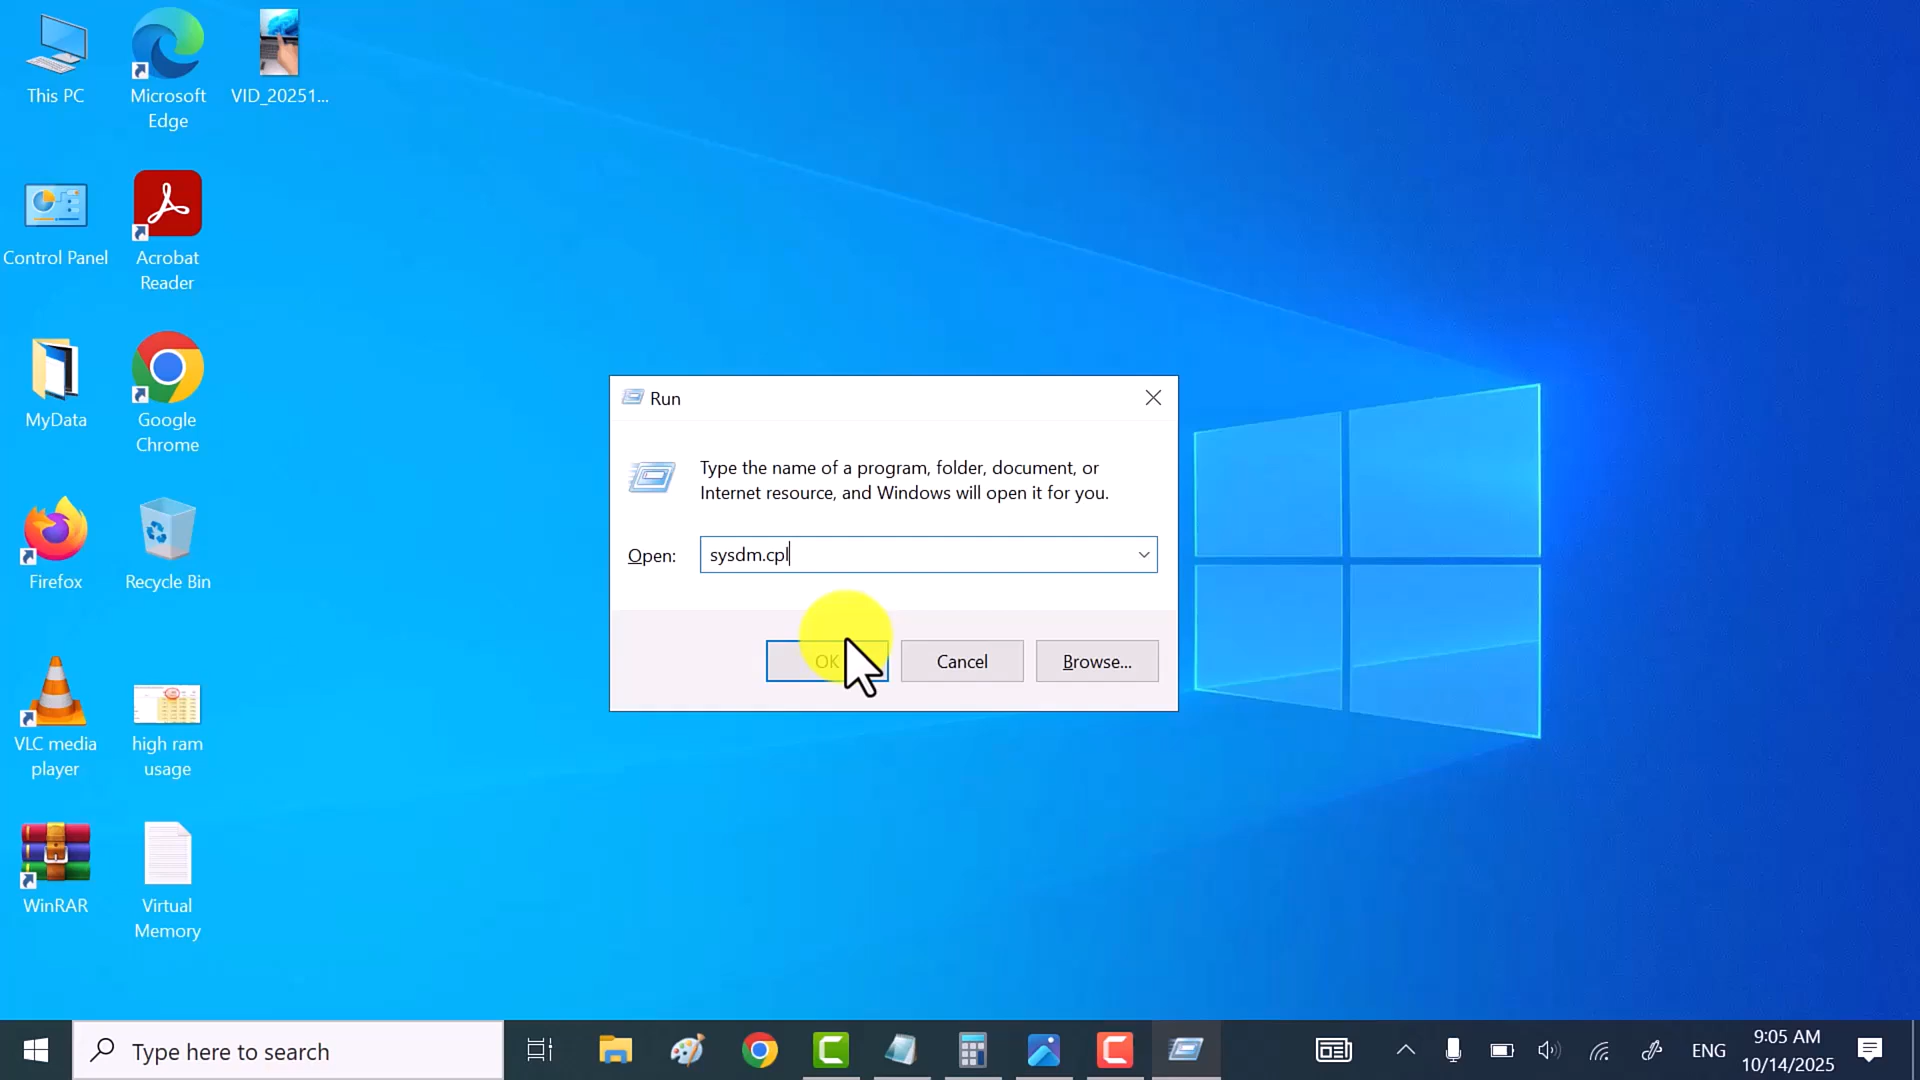 This PC
Microsoft
Edge
VID_20251...
Control Panel
Acrobat
Reader
MyData
Google
Chrome
Firefox
Recycle Bin
VLC media
player
high ram
usage
WinRAR
Virtual
Memory
Run
Type the name of a program, folder, document, or
Internet resource, and Windows will open it for you.
Open:
sysdm.cpl
OK
Cancel
Browse...
Type here to search
ENG
9:05 AM
10/14/2025